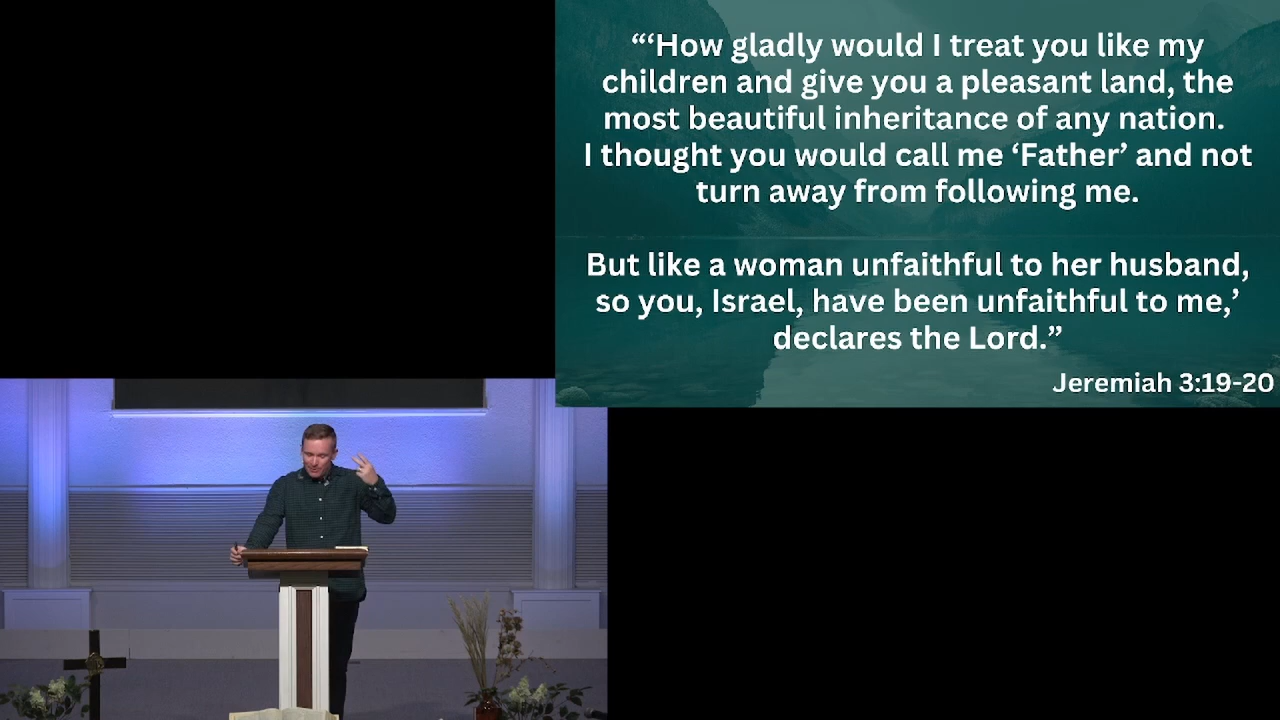 “‘How gladly would I treat you like my
children and give you a pleasant land, the
most beautiful inheritance of any nation.
I thought you would call me ‘Father’ and not
turn away from following me.
But like a woman unfaithful to her husband,
so you, Israel, have been unfaithful to me,’
declares the Lord.”
Jeremiah 3:19-20